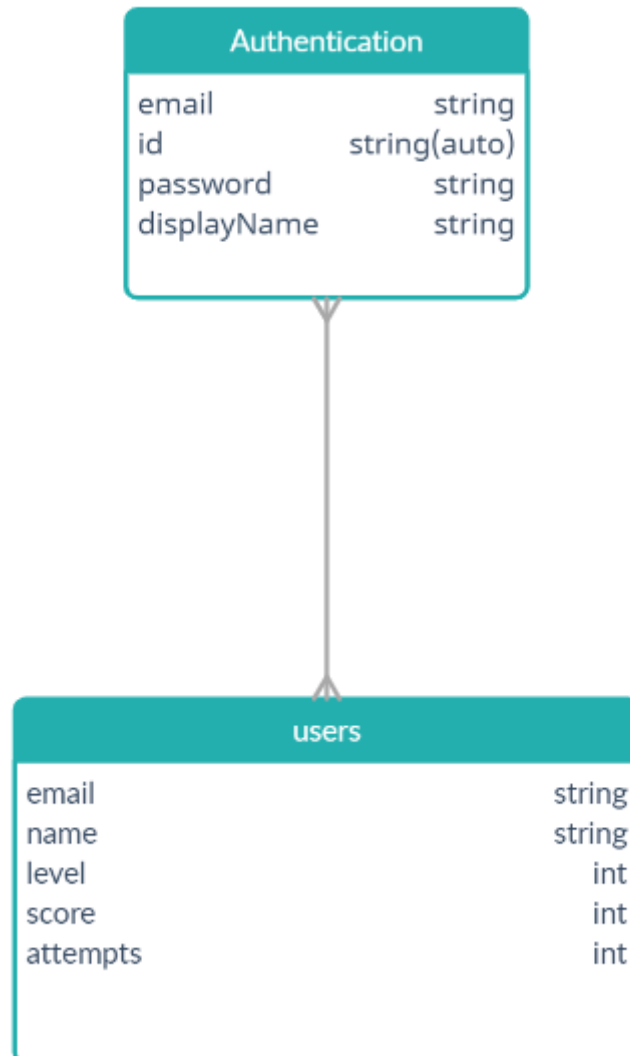 Authentication
email string
id string(auto)
password string
displayName string
users
email string
name string
level int
score int
attempts int